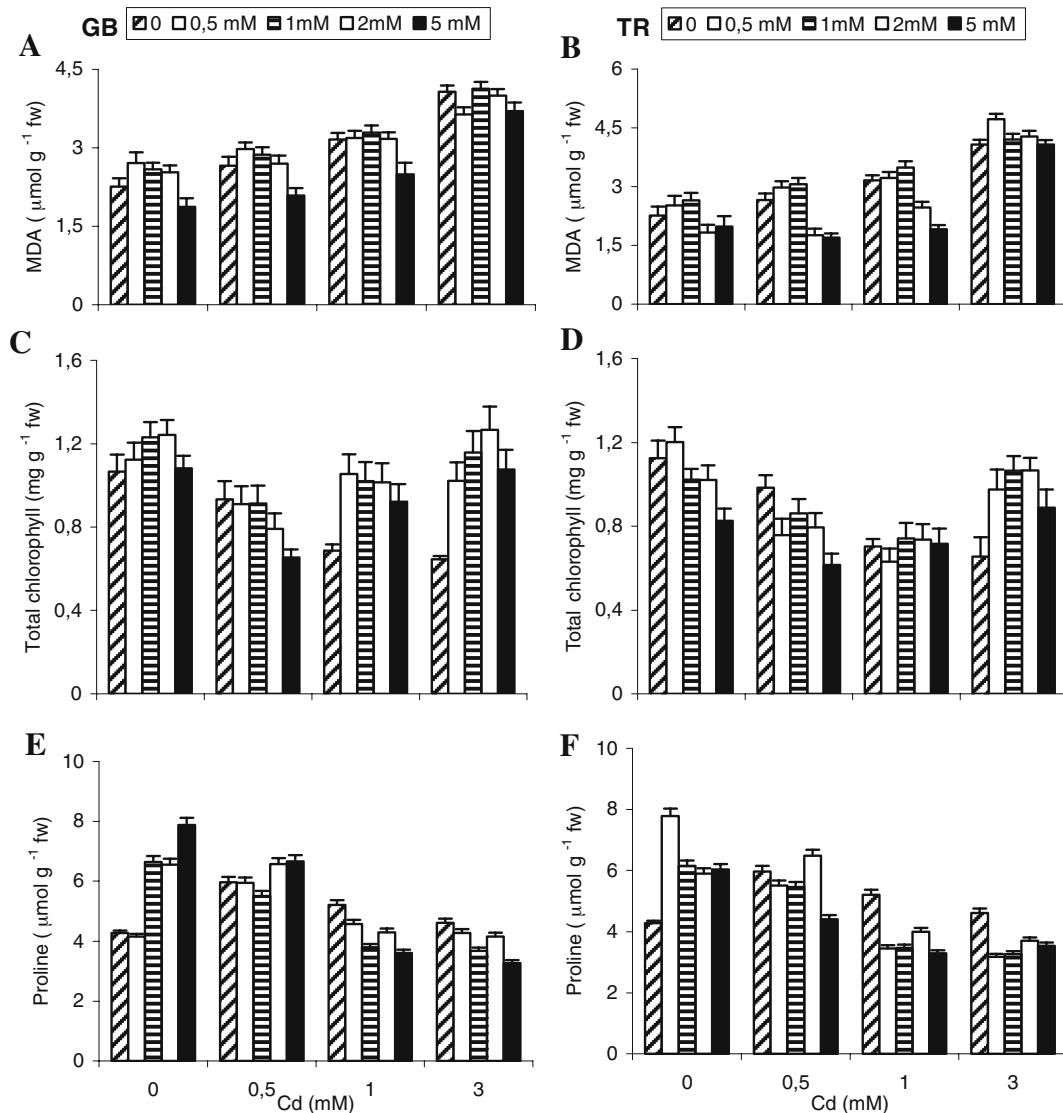 A GB 0 0,5 mM 1mM 2mM 5 mM
B TR 0 0,5 mM 1mM 2mM 5 mM
MDA ( µmol g -1 fw)
4,5
3
1,5
0
MDA ( µmol g -1 fw)
6
4,5
3
1,5
0
C
Total chlorophyll (mg g -1 fw)
1,6
1,2
0,8
0,4
0
D
Total chlorophyll (mg g -1 fw)
1,6
1,2
0,8
0,4
0
E
Proline ( µmol g -1 fw)
10
8
6
4
2
0
0 0,5 1 3
Cd (mM)
F
Proline ( µmol g -1 fw)
10
8
6
4
2
0
0 0,5 1 3
Cd (mM)